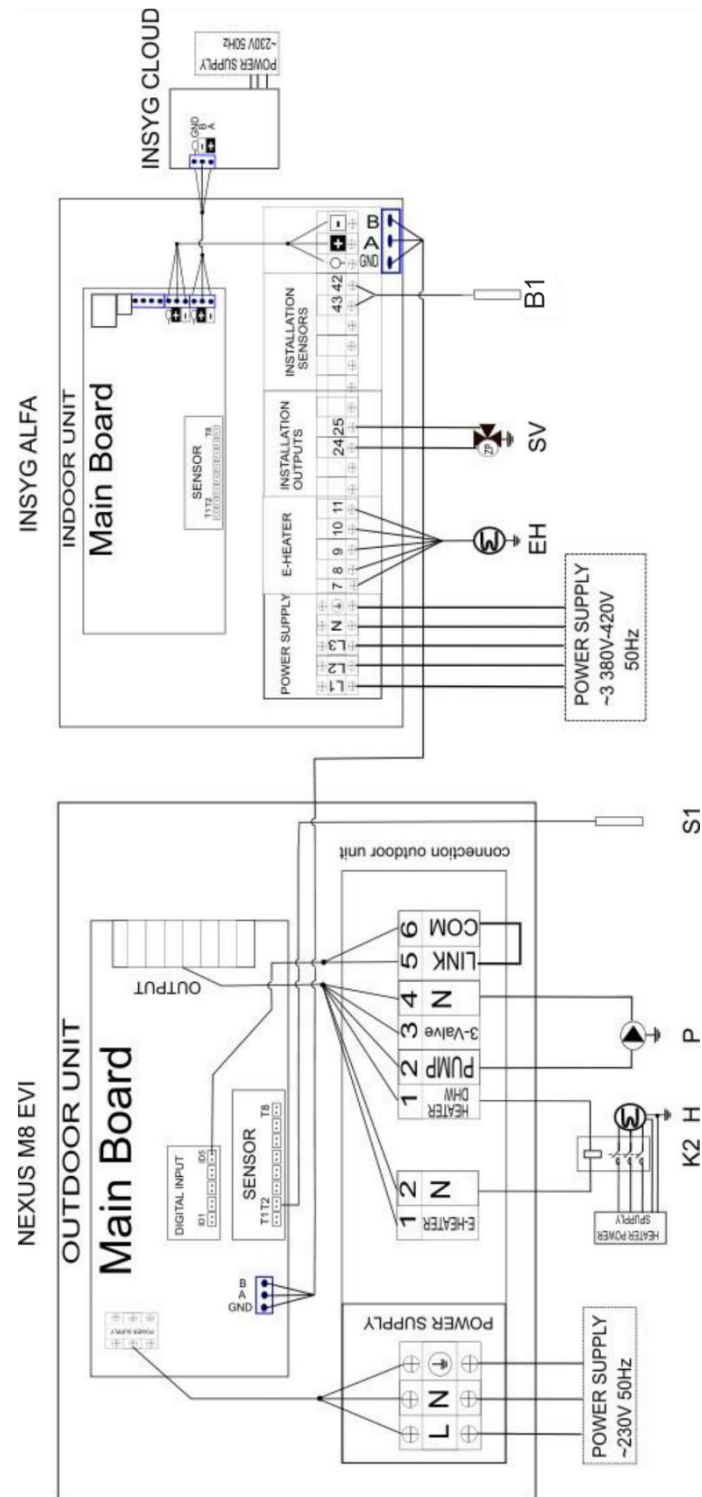 INSYG CLOUD
POWER SUPPLY
~230V 50Hz
GND
B
A
- +
INSYG ALFA
INDOOR UNIT
Main Board
+ -
+ -
SENSOR
T1T2 T8
POWER SUPPLY
E-HEATER
INSTALLATION
OUTPUTS
INSTALLATION
SENSORS
L1 L2 L3 N
7 8 9 10 11
24 25
43 42
+ -
GND A B
B1
SV
EH
POWER SUPPLY
~3 380V-420V
50Hz
NEXUS M8 EVI
OUTDOOR UNIT
Main Board
OUTPUT
POWER SUPPLY
DIGITAL INPUT
ID1 ID5
SENSOR
T1T2 T8
B
A
GND
connection outdoor unit
6 COM
5 LINK
4 N
3 3-Valve
2 PUMP
1 HEATER
DHW
2 N
1 E-HEATER
POWER SUPPLY
L N
POWER SUPPLY
~230V 50Hz
HEATER POWER
SPUPPLY
K2
H
P
S1